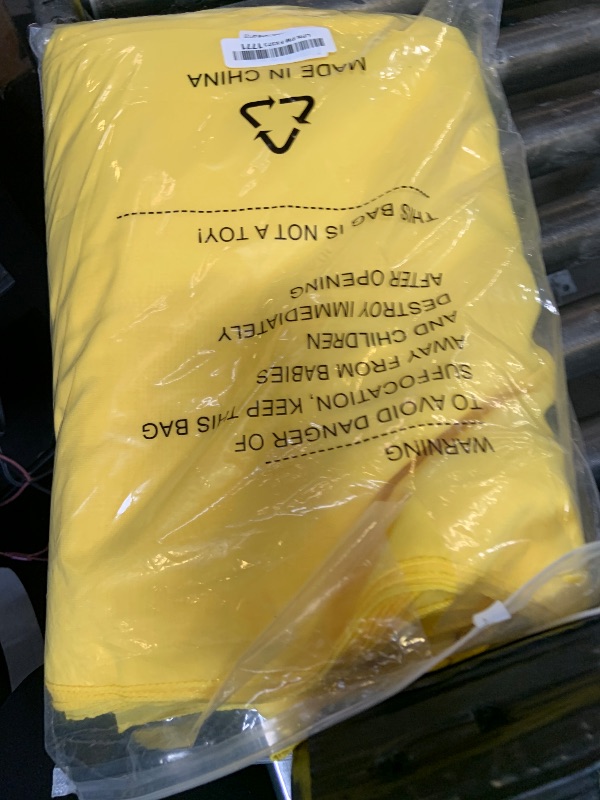 WARNING
TO AVOID DANGER OF
SUFFOCATION, KEEP THIS BAG
AWAY FROM BABIES
AND CHILDREN
DESTROY IMMEDIATELY
AFTER OPENING
THIS BAG IS NOT A TOY!
MADE IN CHINA
1771